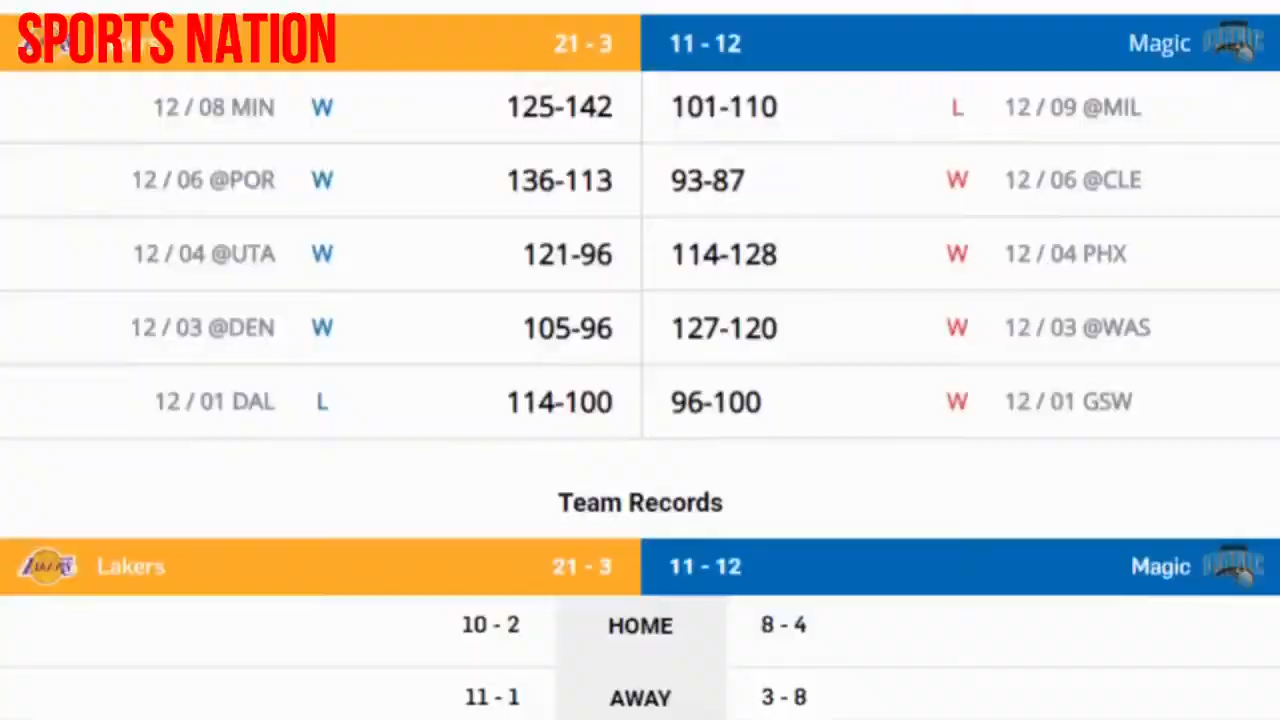 SPORTS NATION
21 - 3 11 - 12 Magic
12 / 08 MIN W 125-142 101-110 L 12 / 09 @MIL
12 / 06 @POR W 136-113 93-87 W 12 / 06 @CLE
12 / 04 @UTA W 121-96 114-128 W 12 / 04 PHX
12 / 03 @DEN W 105-96 127-120 W 12 / 03 @WAS
12 / 01 DAL L 114-100 96-100 W 12 / 01 GSW
Team Records
LAKERS Lakers 21 - 3 11 - 12 Magic
10 - 2 HOME 8 - 4
11 - 1 AWAY 3 - 8